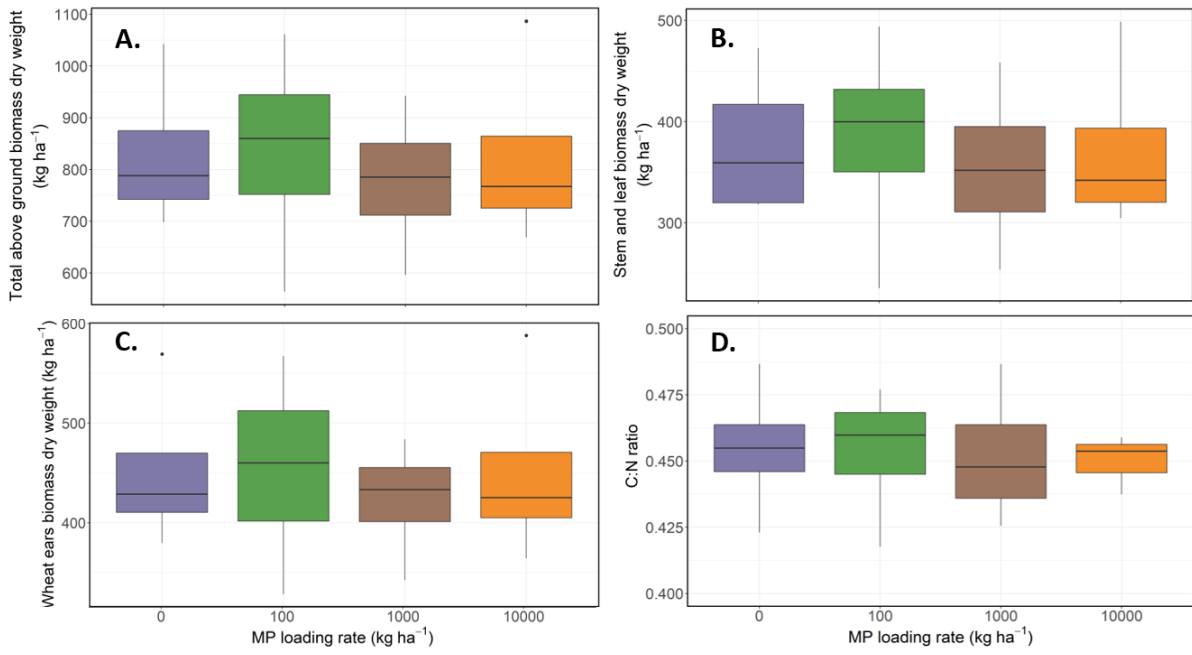 A.
Total above ground biomass dry weight
(kg ha⁻¹)
1100
1000
900
800
700
600
B.
Stem and leaf biomass dry weight
(kg ha⁻¹)
500
400
300
C.
Wheat ears biomass dry weight (kg ha⁻¹)
600
500
400
0 100 1000 10000
MP loading rate (kg ha⁻¹)
D.
C:N ratio
0.500
0.475
0.450
0.425
0.400
0 100 1000 10000
MP loading rate (kg ha⁻¹)